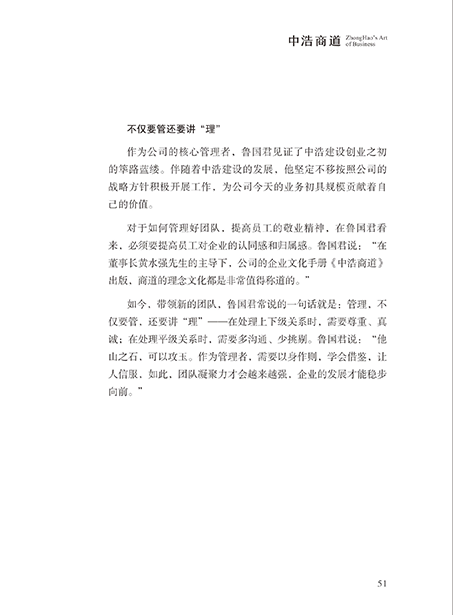 中浩商道 ZhongHao's Art
of Business
不仅要管还要讲“理”
作为公司的核心管理者，鲁国君见证了中浩建设创业之初
的筚路蓝缕。伴随着中浩建设的发展，他坚定不移按照公司的
战略方针积极开展工作，为公司今天的业务初具规模贡献着自
己的价值。
对于如何管理好团队，提高员工的敬业精神，在鲁国君看
来，必须要提高员工对企业的认同感和归属感。鲁国君说：“在
董事长黄水强先生的主导下，公司的企业文化手册《中浩商道》
出版，商道的理念文化都是非常值得称道的。”
如今，带领新的团队，鲁国君常说的一句话就是：管理，不
仅要管，还要讲“理”——在处理上下级关系时，需要尊重、真
诚；在处理平级关系时，需要多沟通、少挑剔。鲁国君说：“他
山之石，可以攻玉。作为管理者，需要以身作则，学会借鉴，让
人信服，如此，团队凝聚力才会越来越强，企业的发展才能稳步
向前。”
51